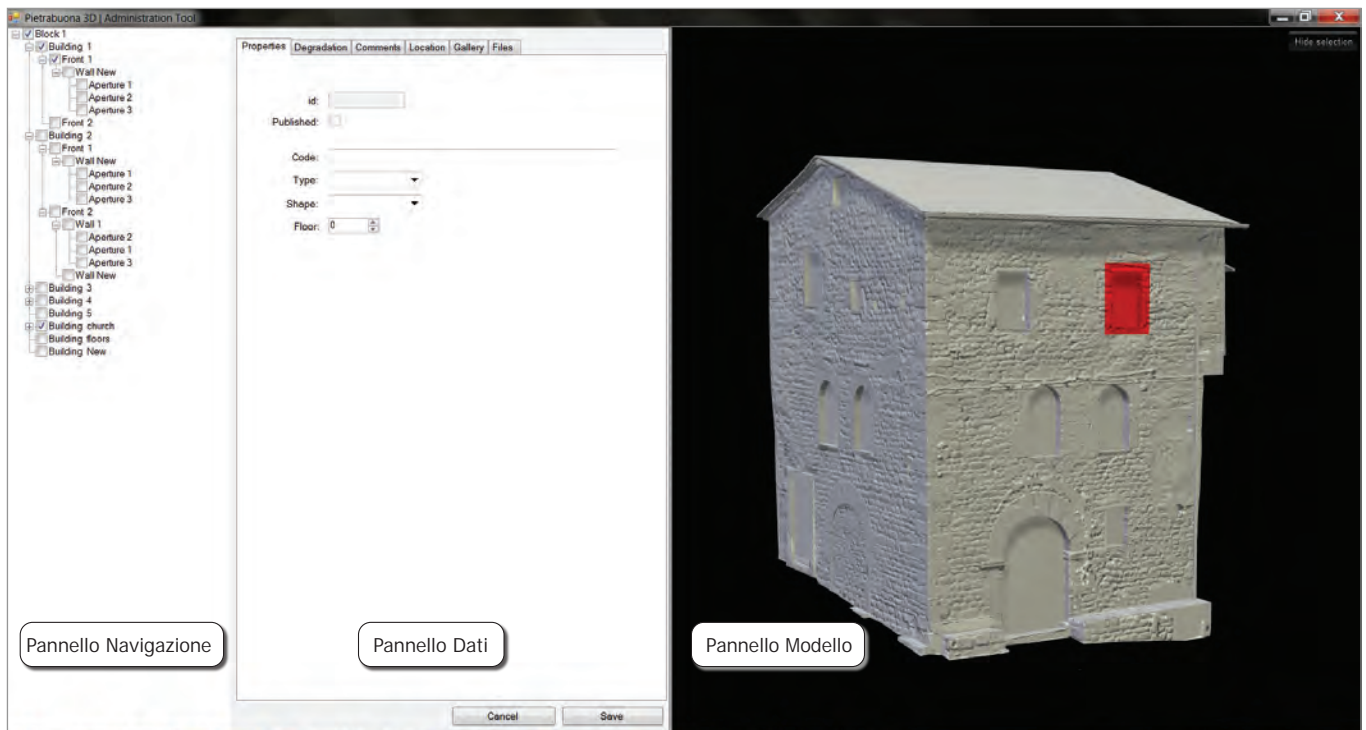 Pietrabuona 3D | Administration Tool
Hide selection
Block 1
Building 1
Front 1
Wall New
Aperture 1
Aperture 2
Aperture 3
Front 2
Building 2
Front 1
Wall New
Aperture 1
Aperture 2
Aperture 3
Front 2
Wall 1
Aperture 2
Aperture 1
Aperture 3
Wall New
Building 3
Building 4
Building 5
Building church
Building floors
Building New
Properties Degradation Comments Location Gallery Files
id:
Published:
Code:
Type:
Shape:
Floor: 0
Pannello Navigazione
Pannello Dati
Pannello Modello
Cancel Save